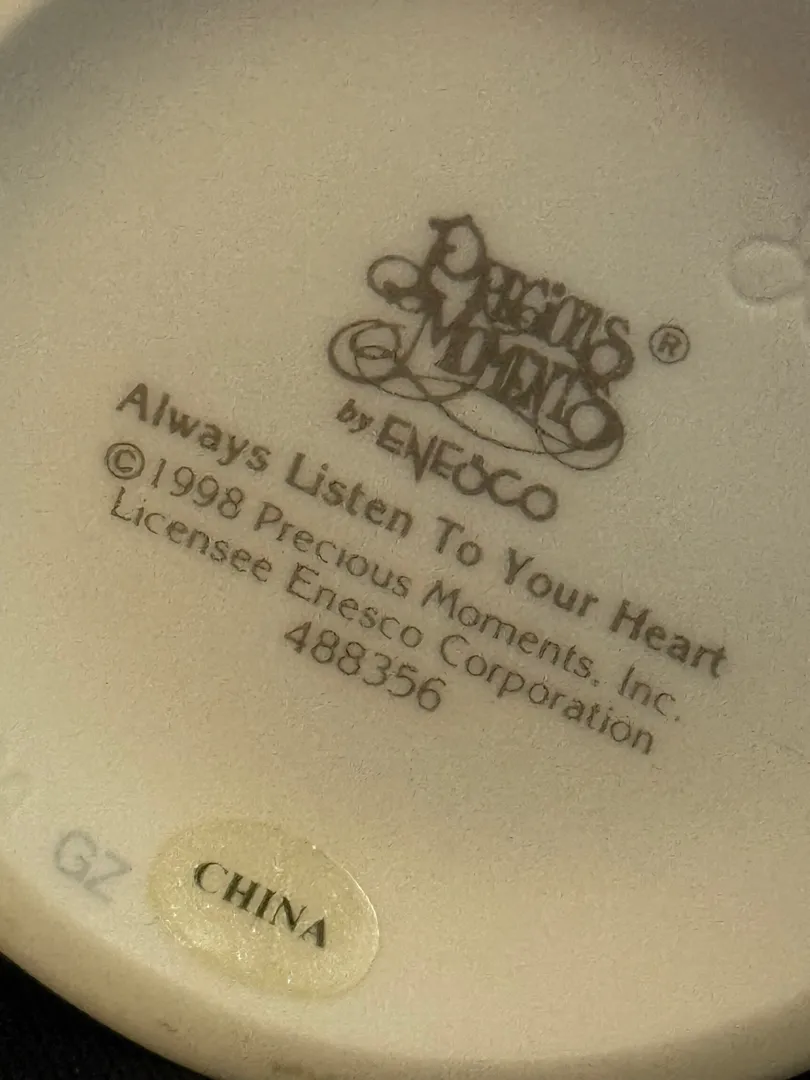 Precious
Moments ®
by ENESCO
Always Listen To Your Heart
©1998 Precious Moments, Inc.
Licensee Enesco Corporation
488356
GZ
CHINA